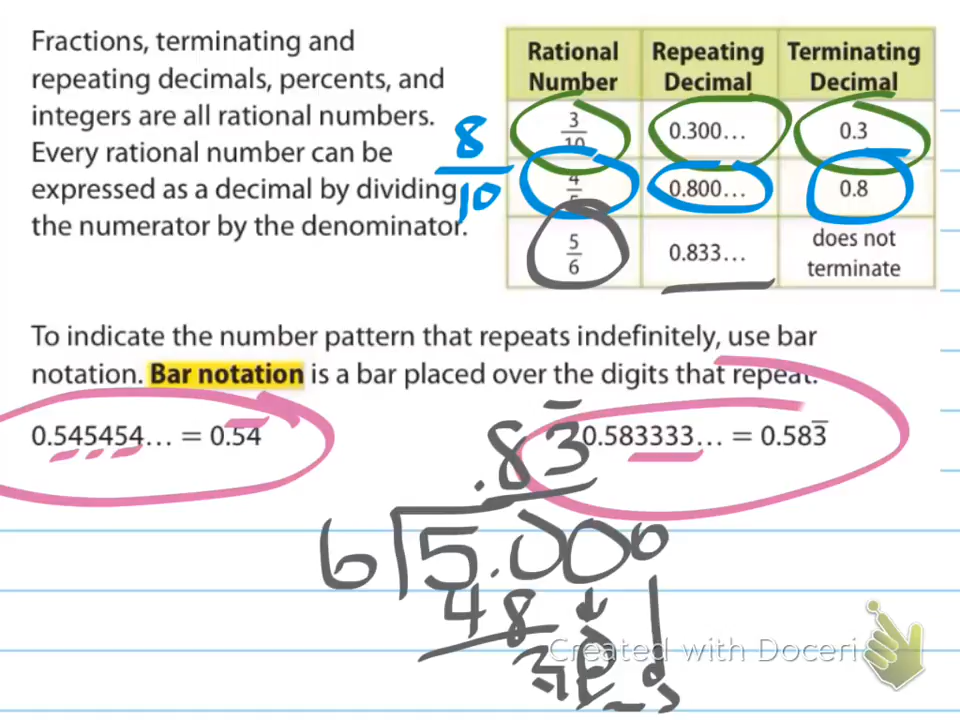 Fractions, terminating and
repeating decimals, percents, and
integers are all rational numbers.
Every rational number can be
expressed as a decimal by dividing
the numerator by the denominator.
8/10
Rational Number | Repeating Decimal | Terminating Decimal
3/10 | 0.300... | 0.3
4/5 | 0.800... | 0.8
5/6 | 0.833... | does not terminate
To indicate the number pattern that repeats indefinitely, use bar
notation. Bar notation is a bar placed over the digits that repeat.
0.545454... = 0.5̅4̅
0.583333... = 0.583̅
.83̅
6 5.000
48
Created with Doceri